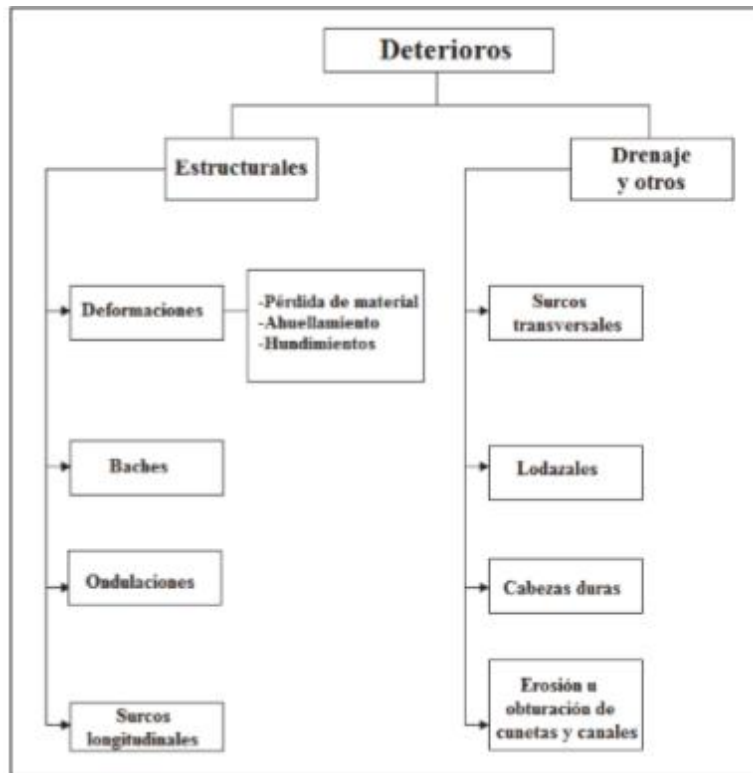 Deterioros
Estructurales
Drenaje
y otros
Deformaciones
-Pérdida de material
-Ahuellamiento
-Hundimientos
Surcos
transversales
Baches
Lodazales
Ondulaciones
Cabezas duras
Surcos
longitudinales
Erosión u
obturación de
cunetas y canales